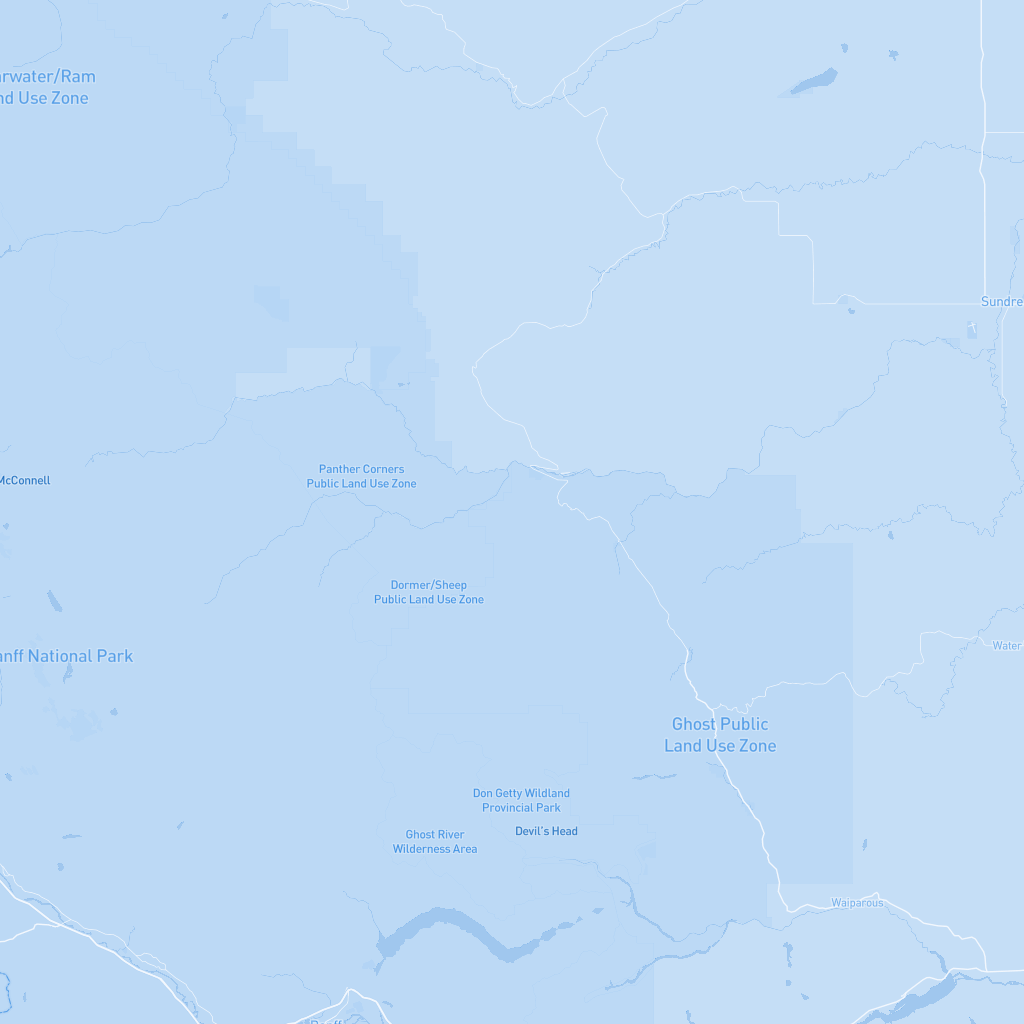 arwater/Ram
nd Use Zone
Sundre
Panther Corners
Public Land Use Zone
McConnell
Dormer/Sheep
Public Land Use Zone
anff National Park
Water
Ghost Public
Land Use Zone
Don Getty Wildland
Provincial Park
Devil's Head
Ghost River
Wilderness Area
Waiparous
Banff